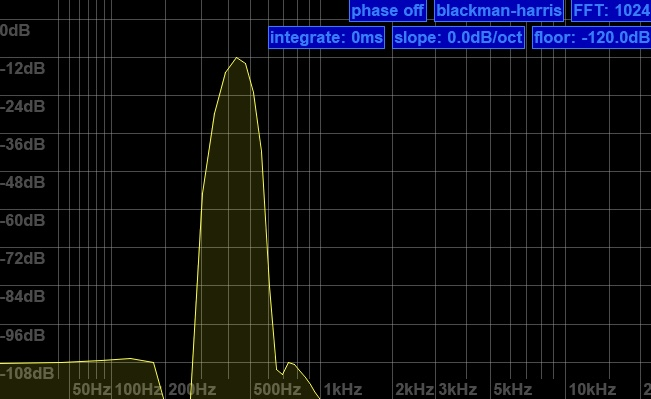 phase off blackman-harris FFT: 1024
integrate: 0ms slope: 0.0dB/oct floor: -120.0dB
0dB
-12dB
-24dB
-36dB
-48dB
-60dB
-72dB
-84dB
-96dB
-108dB
50Hz 100Hz 200Hz 500Hz 1kHz 2kHz 3kHz 5kHz 10kHz 2